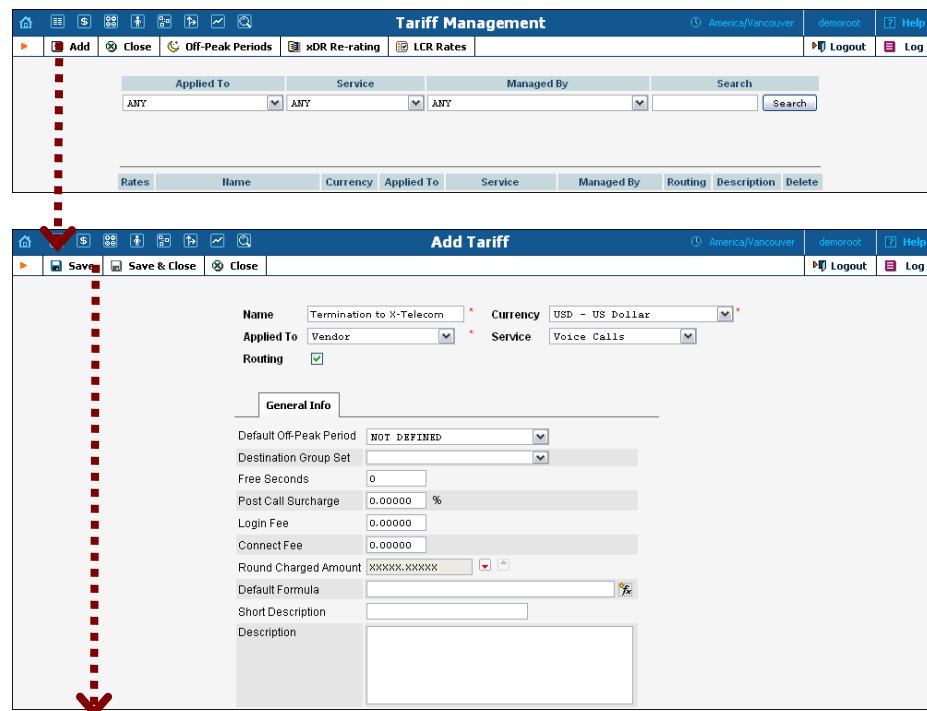 Tariff Management
America/Vancouver demoroot ? Help
Add Close Off-Peak Periods xDR Re-rating LCR Rates Logout Log
Applied To Service Managed By Search
ANY ANY ANY Search
Rates Name Currency Applied To Service Managed By Routing Description Delete
Add Tariff
America/Vancouver demoroot ? Help
Save Save & Close Close Logout Log
Name Termination to X-Telecom * Currency USD - US Dollar *
Applied To Vendor * Service Voice Calls
Routing
General Info
Default Off-Peak Period NOT DEFINED
Destination Group Set
Free Seconds 0
Post Call Surcharge 0.00000 %
Login Fee 0.00000
Connect Fee 0.00000
Round Charged Amount XXXXX.XXXXX
Default Formula fx
Short Description
Description